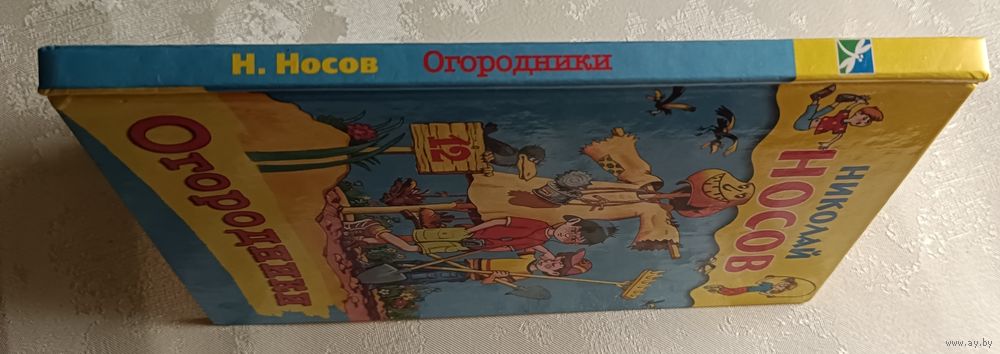 Н. Носов Огородники
НИКОЛАЙ
НОСОВ
12
Огородники
www.ay.by